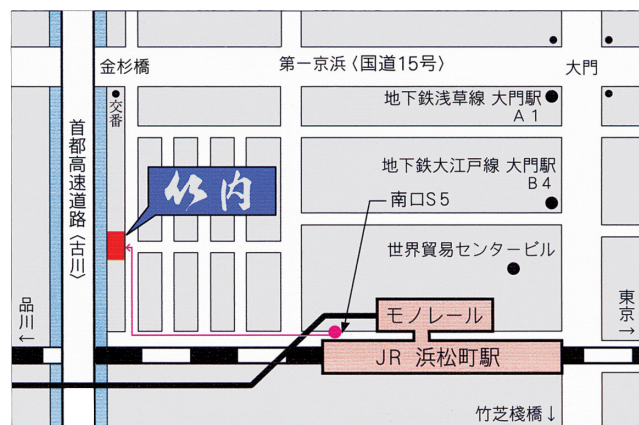 金杉橋
第一京浜〈国道15号〉
大門
交番
地下鉄浅草線 大門駅
A1
首都高速道路〈古川〉
地下鉄大江戸線 大門駅
B4
竹内
南口S5
世界貿易センタービル
品川
←
モノレール
東京
→
JR 浜松町駅
竹芝棧橋↓